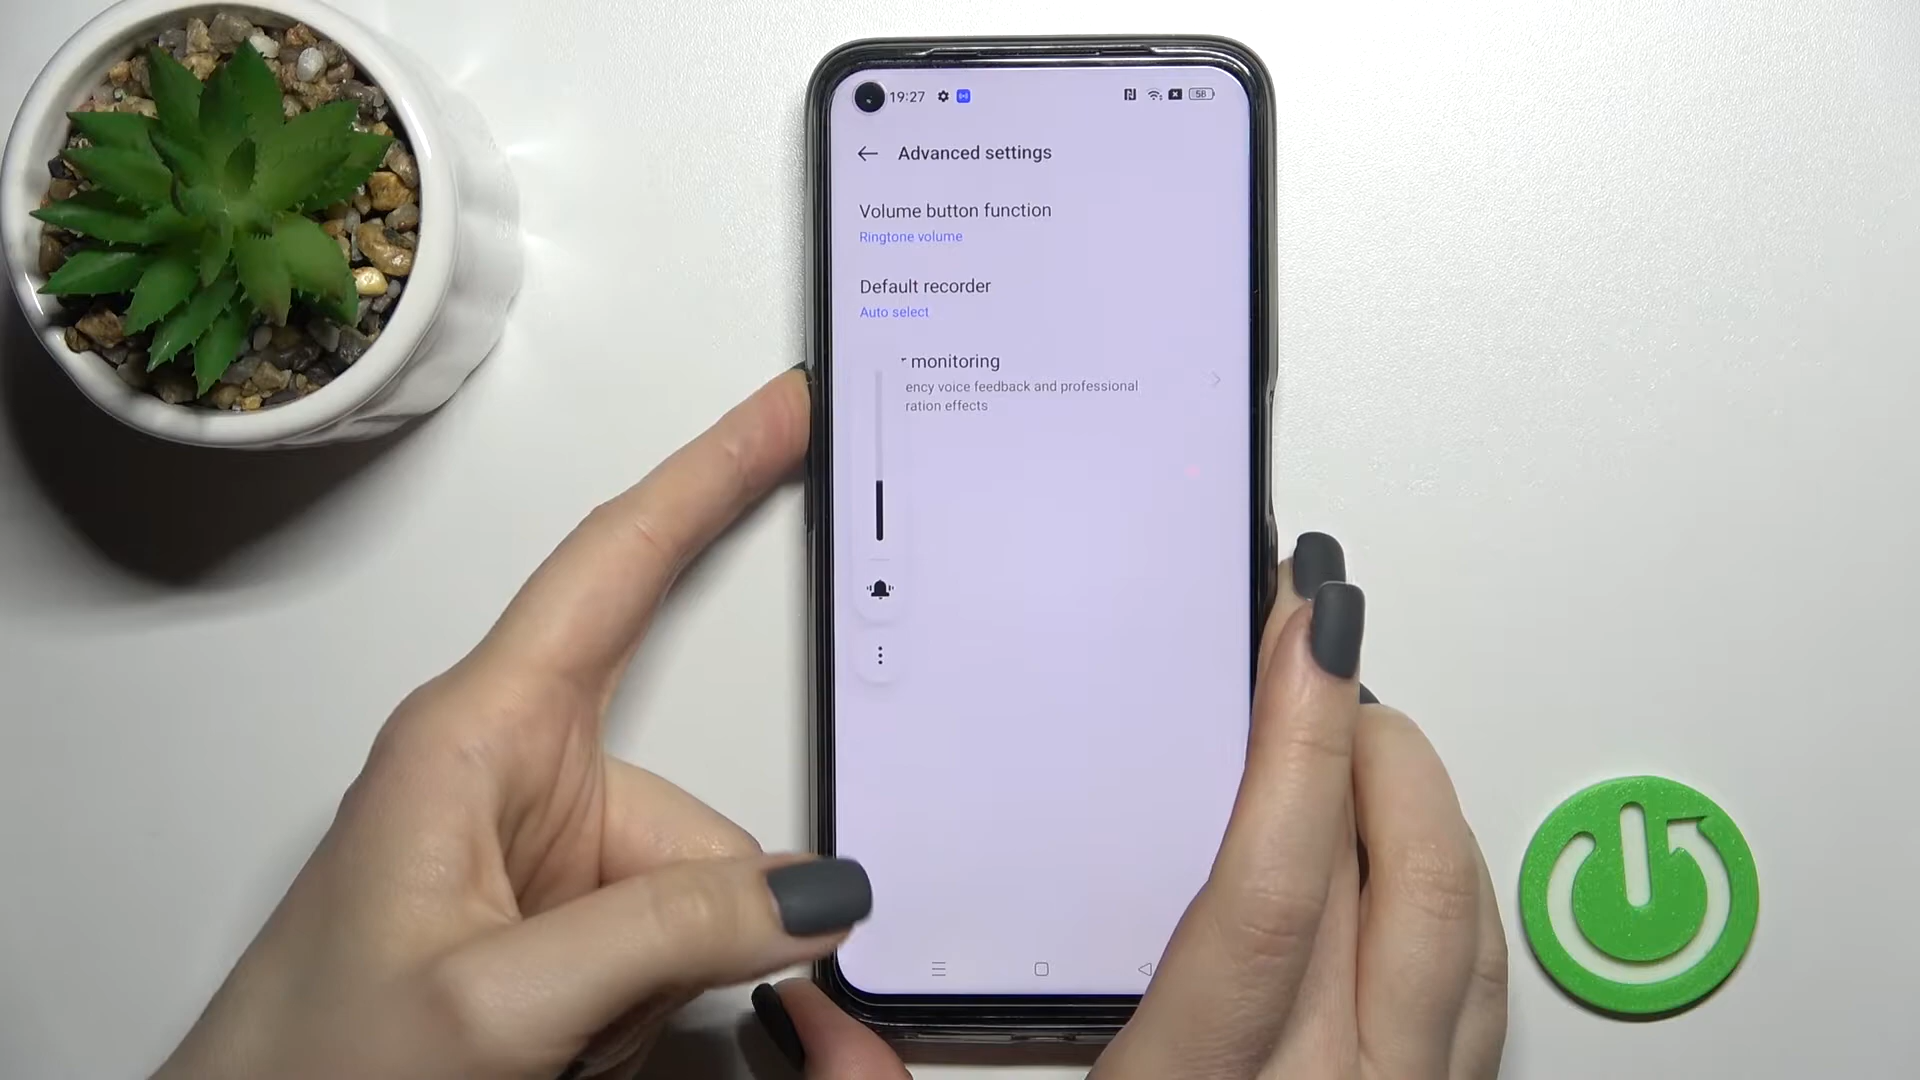 19:27 58
Advanced settings
Volume button function
Ringtone volume
Default recorder
Auto select
monitoring
ency voice feedback and professional
ration effects